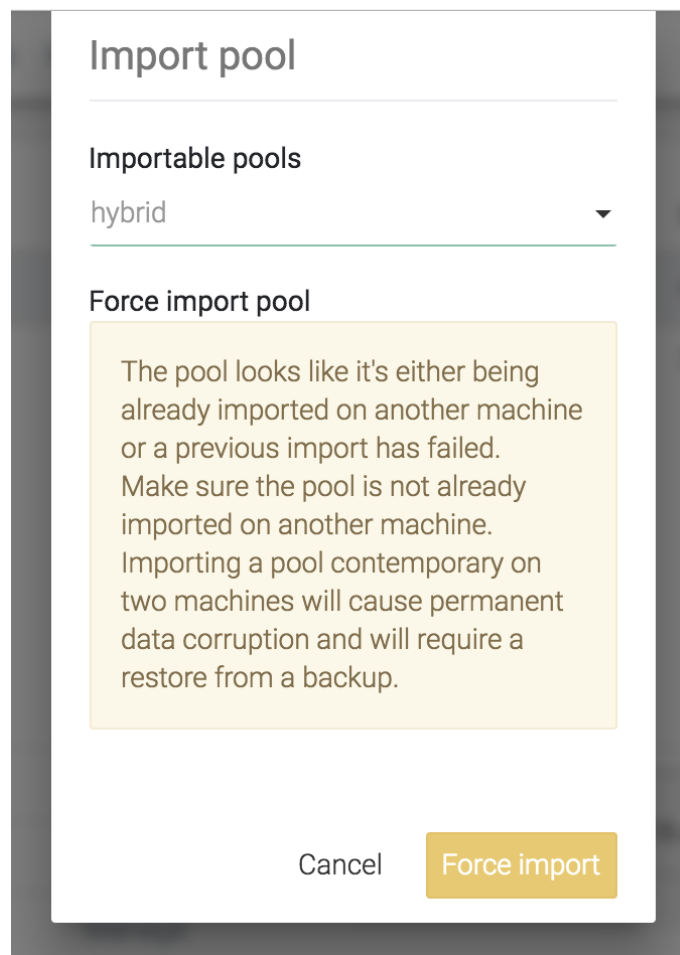 Import pool
Importable pools
hybrid
Force import pool
The pool looks like it's either being
already imported on another machine
or a previous import has failed.
Make sure the pool is not already
imported on another machine.
Importing a pool contemporary on
two machines will cause permanent
data corruption and will require a
restore from a backup.
Cancel
Force import